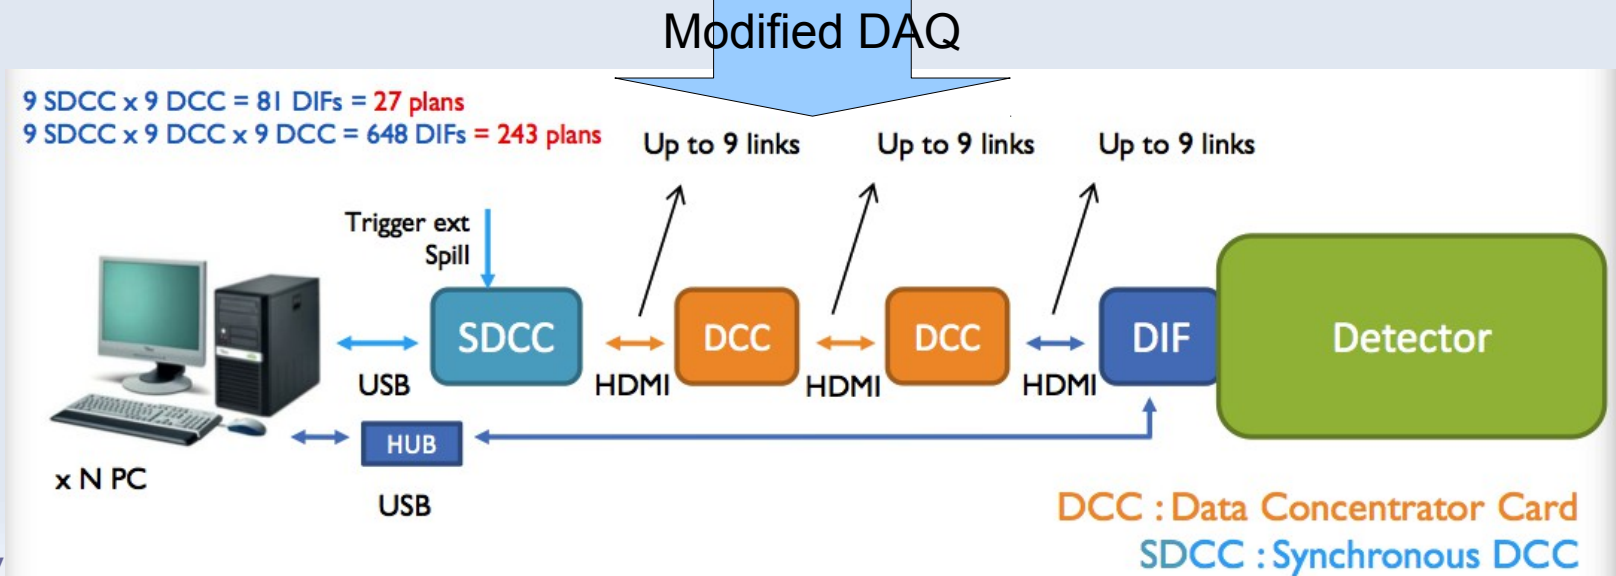 Modified DAQ
9 SDCC x 9 DCC = 81 DIFs = 27 plans
9 SDCC x 9 DCC x 9 DCC = 648 DIFs = 243 plans
Up to 9 links
Up to 9 links
Up to 9 links
Trigger ext
Spill
SDCC
DCC
DCC
DIF
Detector
USB
HDMI
HDMI
HDMI
HUB
x N PC
USB
DCC : Data Concentrator Card
SDCC : Synchronous DCC